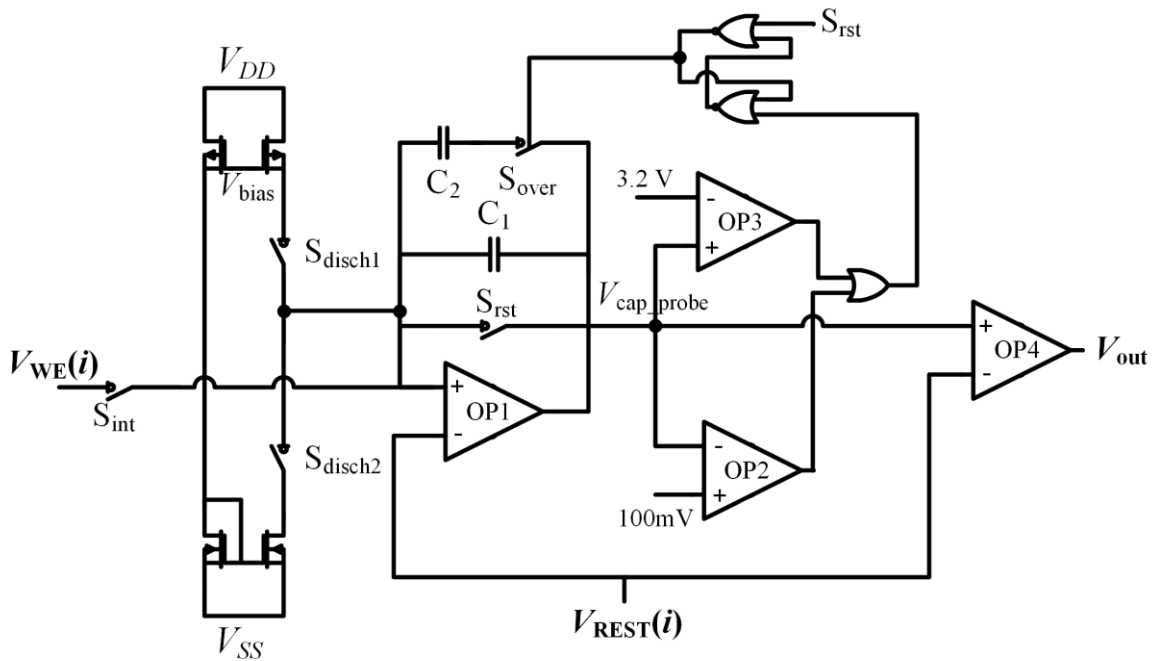 S_rst
V_DD
V_bias
C_2
S_over
3.2 V
-
+
OP3
S_disch1
C_1
S_rst
V_cap_probe
V_WE(i)
S_int
+
-
OP1
+
-
OP4
V_out
S_disch2
-
+
OP2
100mV
V_REST(i)
V_SS